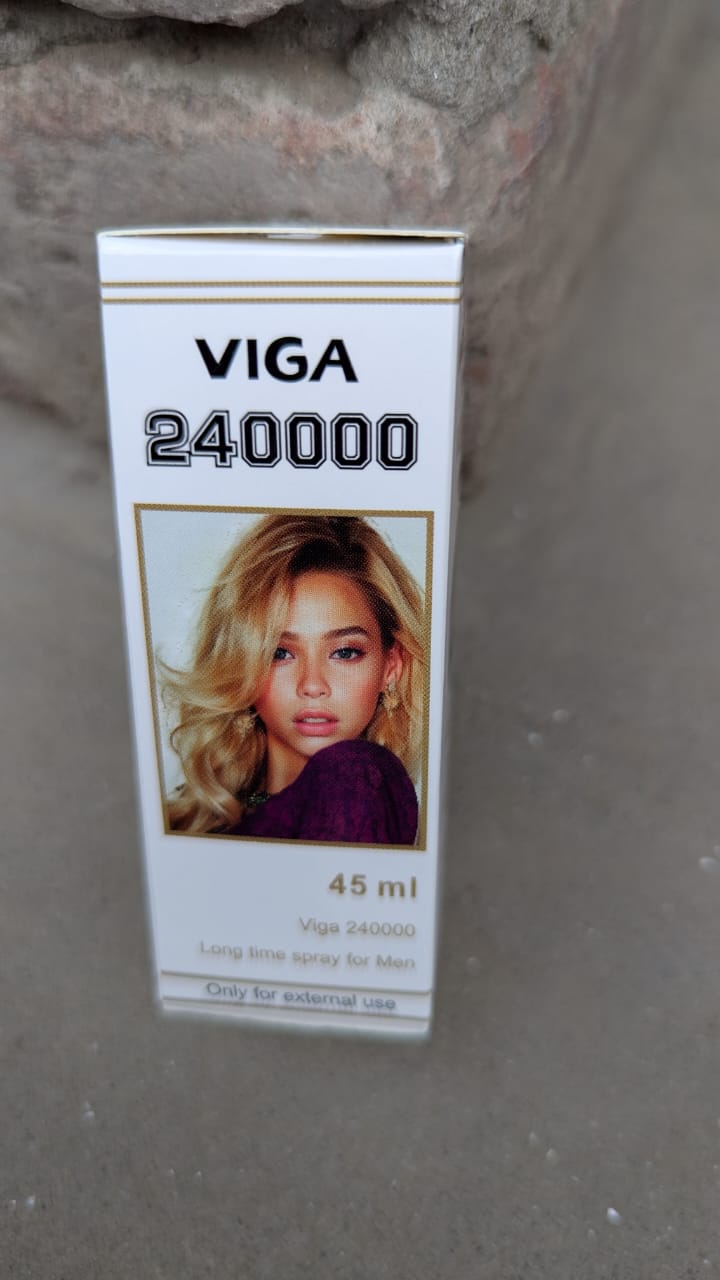 VIGA
240000
45 ml
Viga 240000
Long time spray for Men
Only for external use